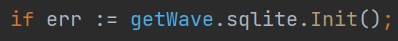 if err := getWave.sqlite.Init();